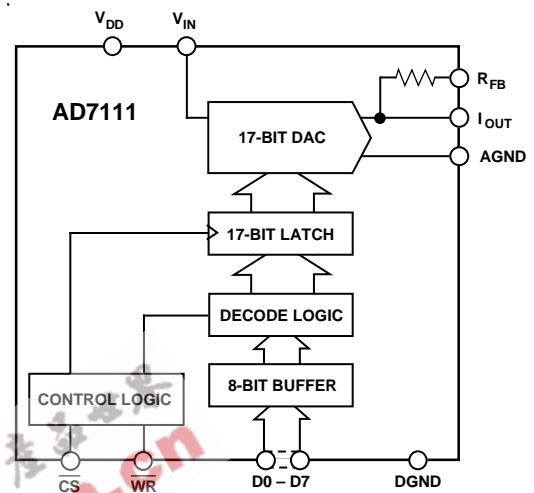 VDD
VIN
AD7111
RFB
IOUT
AGND
17-BIT DAC
17-BIT LATCH
DECODE LOGIC
8-BIT BUFFER
CONTROL LOGIC
CS
WR
D0 – D7
DGND